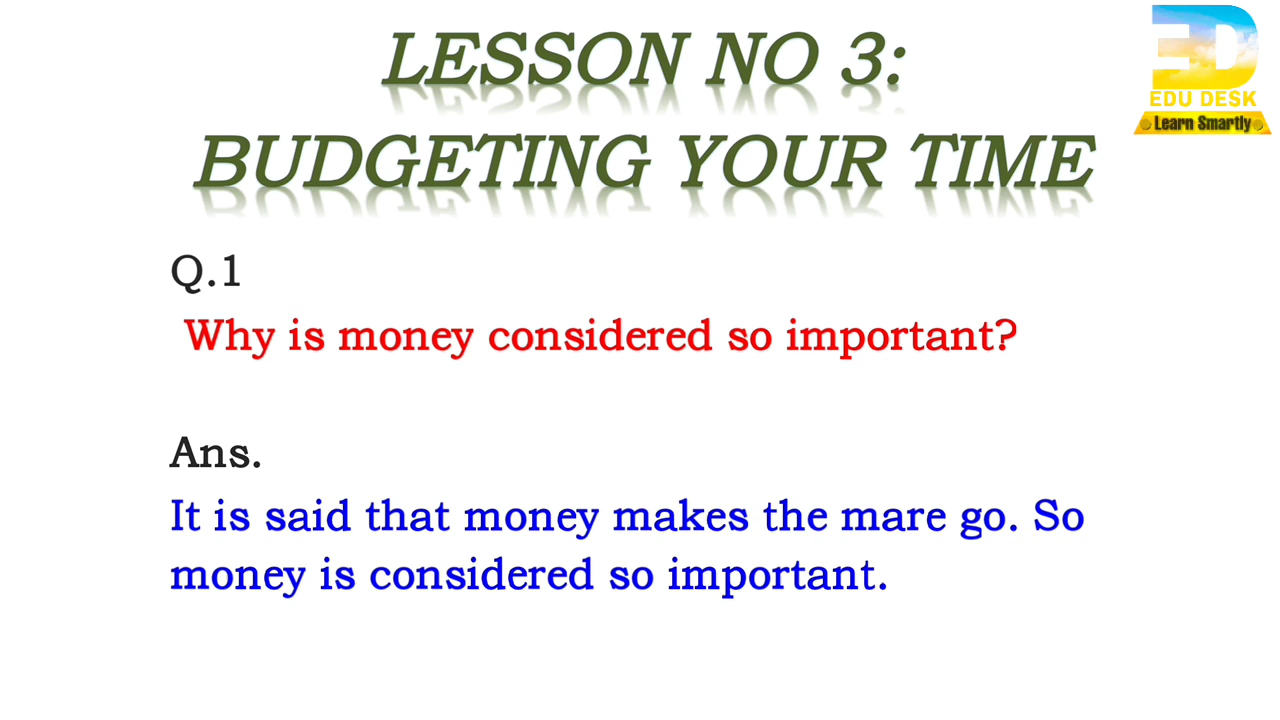 LESSON NO 3:
BUDGETING YOUR TIME
ED
EDU DESK
Learn Smartly
Q.1
Why is money considered so important?
Ans.
It is said that money makes the mare go. So
money is considered so important.